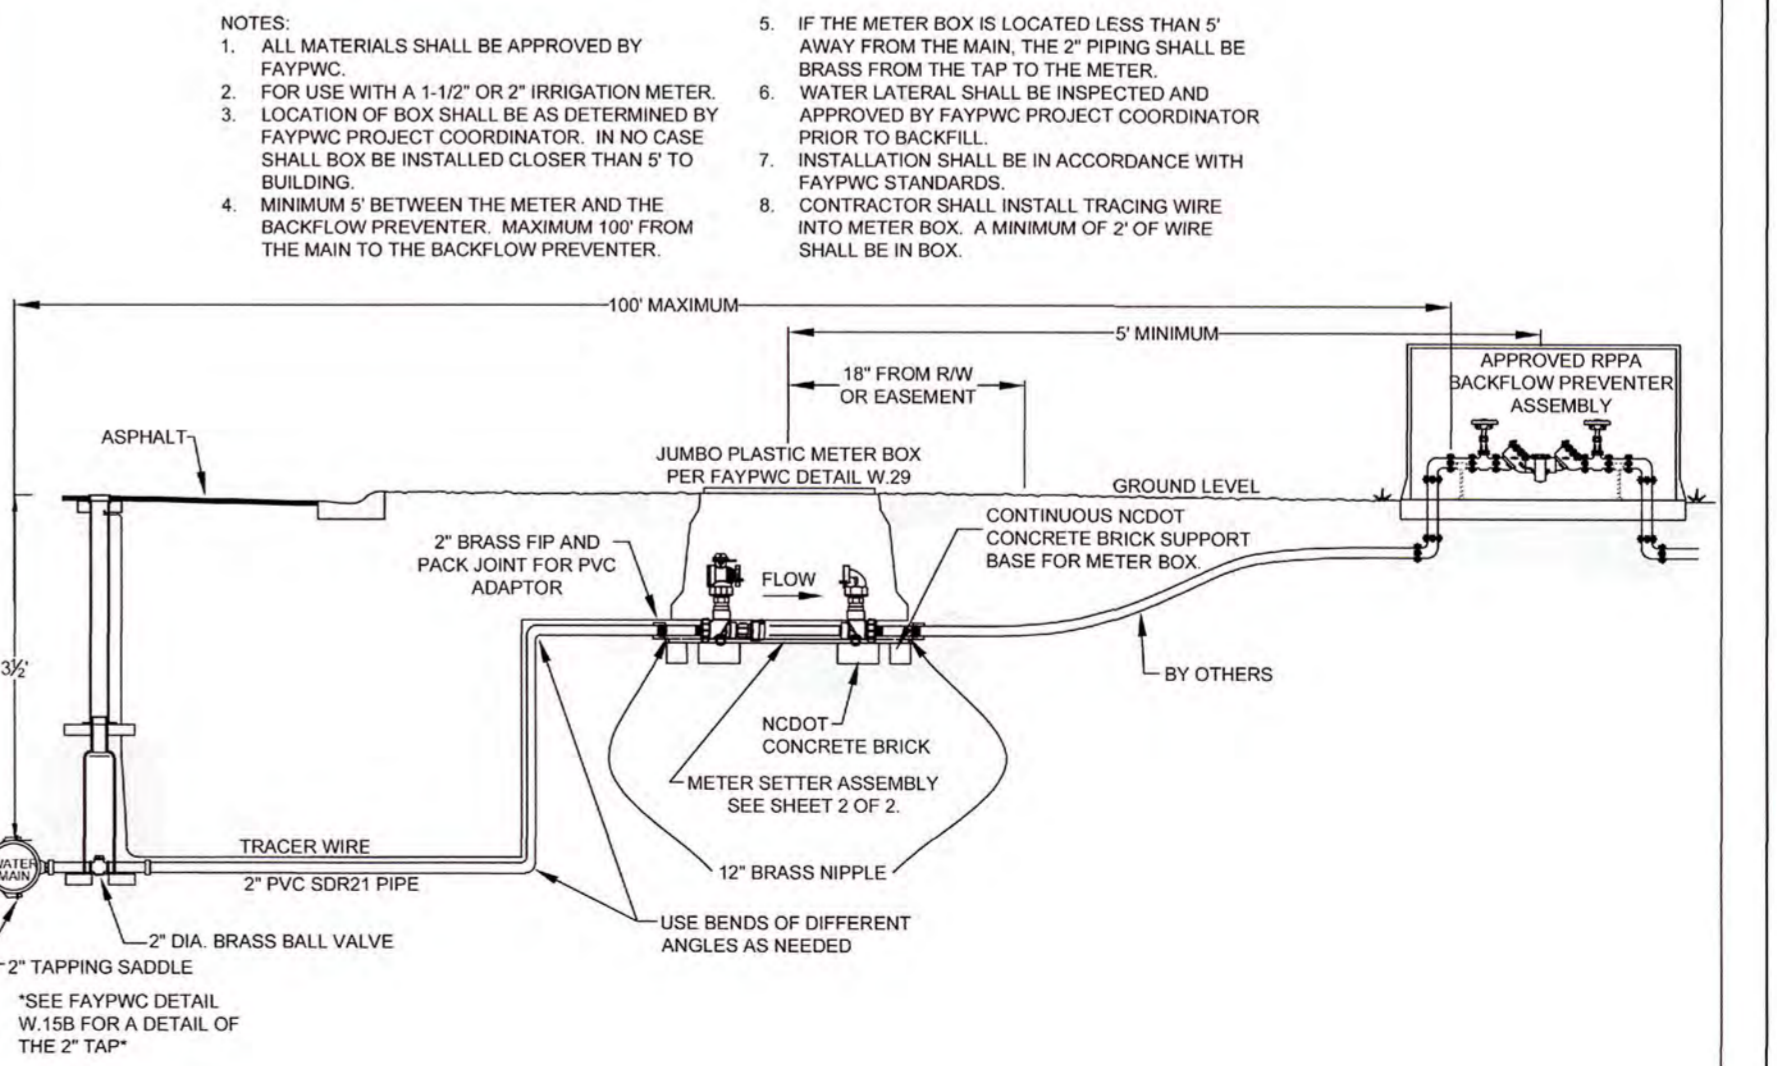 NOTES:
1. ALL MATERIALS SHALL BE APPROVED BY
FAYPWC.
2. FOR USE WITH A 1-1/2" OR 2" IRRIGATION METER.
3. LOCATION OF BOX SHALL BE AS DETERMINED BY
FAYPWC PROJECT COORDINATOR. IN NO CASE
SHALL BOX BE INSTALLED CLOSER THAN 5' TO
BUILDING.
4. MINIMUM 5' BETWEEN THE METER AND THE
BACKFLOW PREVENTER. MAXIMUM 100' FROM
THE MAIN TO THE BACKFLOW PREVENTER.
5. IF THE METER BOX IS LOCATED LESS THAN 5'
AWAY FROM THE MAIN, THE 2" PIPING SHALL BE
BRASS FROM THE TAP TO THE METER.
6. WATER LATERAL SHALL BE INSPECTED AND
APPROVED BY FAYPWC PROJECT COORDINATOR
PRIOR TO BACKFILL.
7. INSTALLATION SHALL BE IN ACCORDANCE WITH
FAYPWC STANDARDS.
8. CONTRACTOR SHALL INSTALL TRACING WIRE
INTO METER BOX. A MINIMUM OF 2' OF WIRE
SHALL BE IN BOX.
100' MAXIMUM
5' MINIMUM
18" FROM R/W
OR EASEMENT
APPROVED RPPA
BACKFLOW PREVENTER
ASSEMBLY
ASPHALT
JUMBO PLASTIC METER BOX
PER FAYPWC DETAIL W.29
GROUND LEVEL
2" BRASS FIP AND
PACK JOINT FOR PVC
ADAPTOR
FLOW
CONTINUOUS NCDOT
CONCRETE BRICK SUPPORT
BASE FOR METER BOX.
3½'
BY OTHERS
NCDOT
CONCRETE BRICK
METER SETTER ASSEMBLY
SEE SHEET 2 OF 2.
TRACER WIRE
WATER
MAIN
2" PVC SDR21 PIPE
12" BRASS NIPPLE
USE BENDS OF DIFFERENT
ANGLES AS NEEDED
2" DIA. BRASS BALL VALVE
2" TAPPING SADDLE
*SEE FAYPWC DETAIL
W.15B FOR A DETAIL OF
THE 2" TAP*